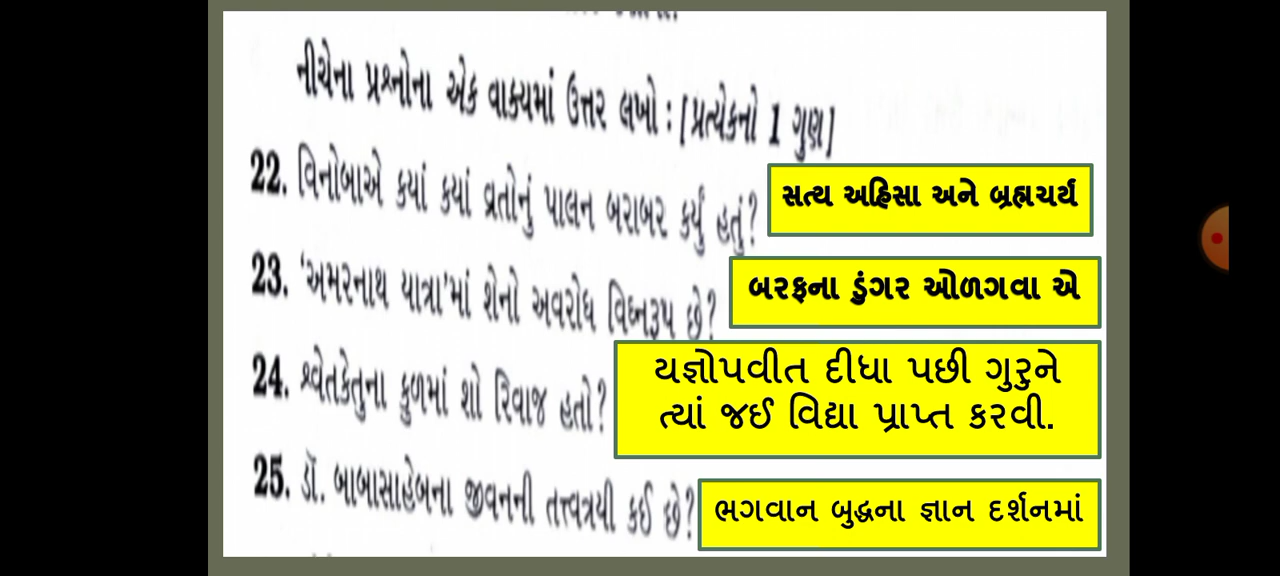 નીચેના પ્રશ્નોના એક વાક્યમાં ઉત્તર લખો : [પ્રત્યેકનો 1 ગુણ]
22. વિનોબાએ કયાં કયાં વ્રતોનું પાલન બરાબર કર્યું હતું?
સત્થ અહિસા અને બ્રહ્મચર્ય
23. 'અમરનાથ યાત્રા'માં શેનો અવરોધ વિઘ્નરૂપ છે?
બરફના ડુંગર ઓળગવા એ
24. શ્વેતકેતુના કુળમાં શો રિવાજ હતો?
યજ્ઞોપવીત દીધા પછી ગુરુને
ત્યાં જઈ વિદ્યા પ્રાપ્ત કરવી.
25. ડૉ. બાબાસાહેબના જીવનની તત્ત્વત્રયી કઈ છે?
ભગવાન બુદ્ધના જ્ઞાન દર્શનમાં